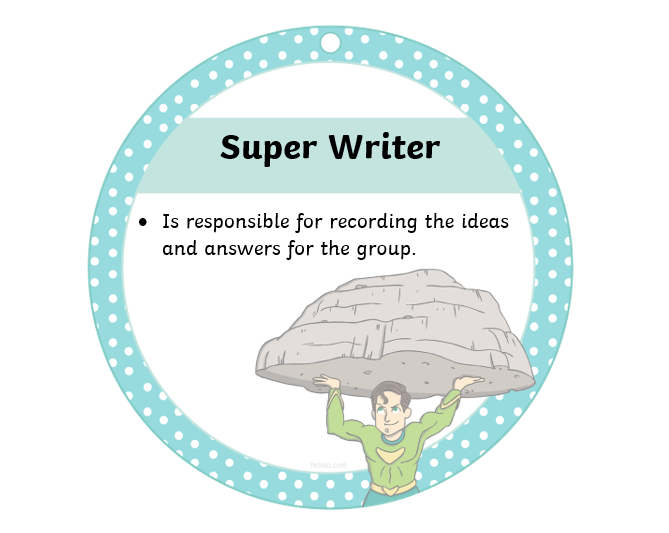 Super Writer
• Is responsible for recording the ideas
and answers for the group.